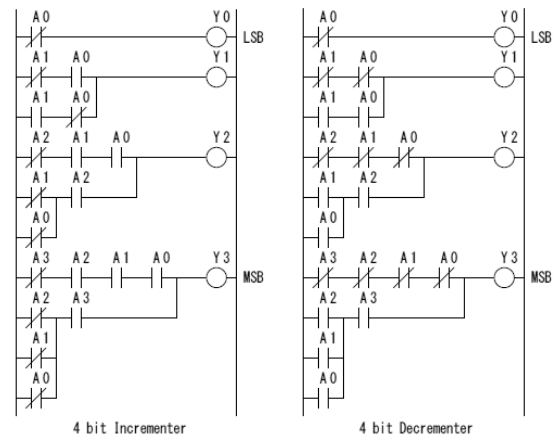 A0 Y0
LSB
A1 A0 Y1
A1 A0
A2 A1 A0 Y2
A1 A2
A0
A3 A2 A1 A0 Y3
MSB
A2 A3
A1
A0
4 bit Incrementer
A0 Y0
LSB
A1 A0 Y1
A1 A0
A2 A1 A0 Y2
A1 A2
A0
A3 A2 A1 A0 Y3
MSB
A2 A3
A1
A0
4 bit Decrementer